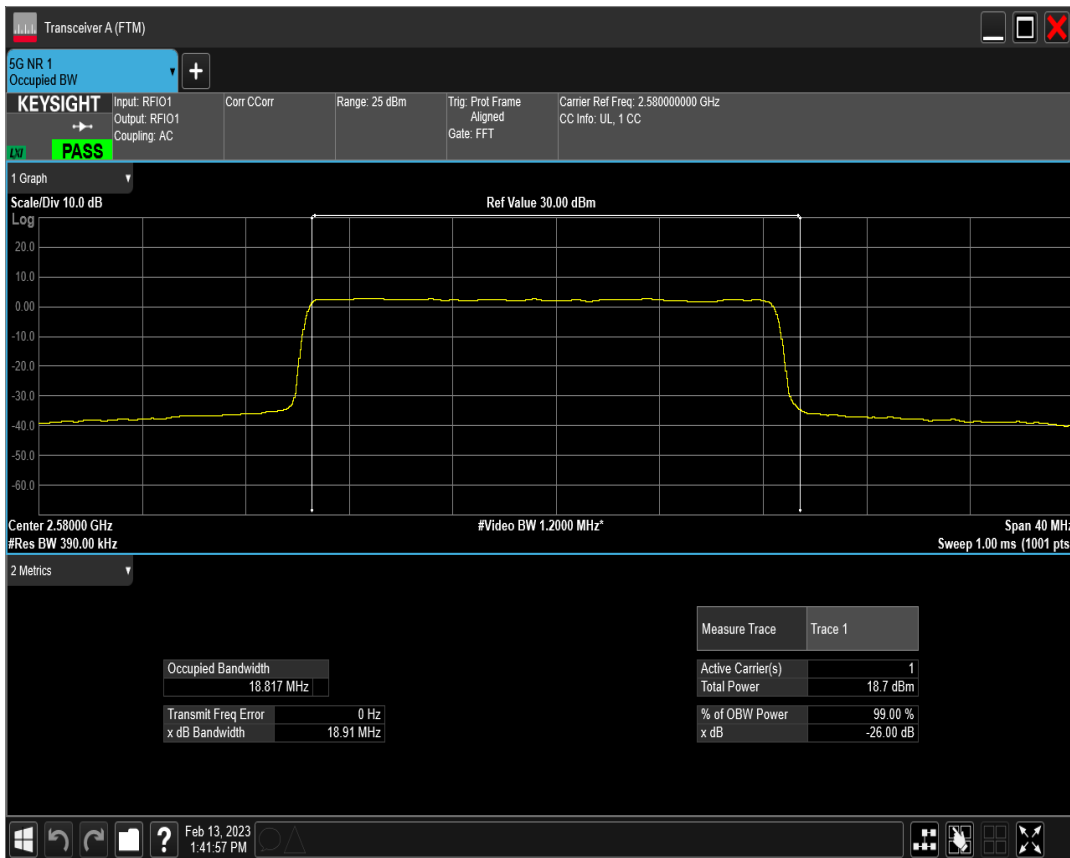 Transceiver A (FTM)
5G NR 1
Occupied BW
+
KEYSIGHT
LXI
PASS
Input: RFIO1
Output: RFIO1
Coupling: AC
Corr CCorr
Range: 25 dBm
Trig: Prot Frame
Aligned
Gate: FFT
Carrier Ref Freq: 2.580000000 GHz
CC Info: UL, 1 CC
1 Graph
Scale/Div 10.0 dB
Ref Value 30.00 dBm
Log
20.0
10.0
0.00
-10.0
-20.0
-30.0
-40.0
-50.0
-60.0
Center 2.58000 GHz
#Video BW 1.2000 MHz*
Span 40 MHz
#Res BW 390.00 kHz
Sweep 1.00 ms (1001 pts
2 Metrics
Measure Trace Trace 1
Occupied Bandwidth
18.817 MHz
Active Carrier(s) 1
Total Power 18.7 dBm
Transmit Freq Error 0 Hz
x dB Bandwidth 18.91 MHz
% of OBW Power 99.00 %
x dB -26.00 dB
?
Feb 13, 2023
1:41:57 PM